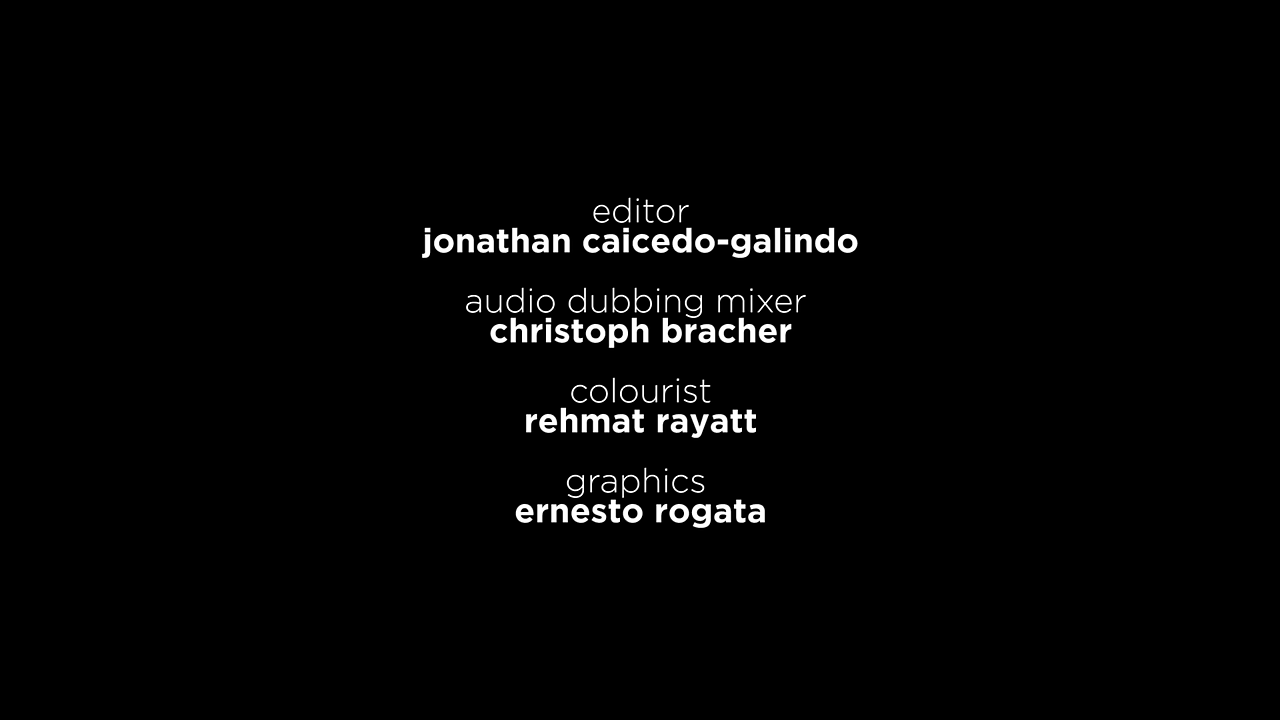 editor
jonathan caicedo-galindo
audio dubbing mixer
christoph bracher
colourist
rehmat rayatt
graphics
ernesto rogata